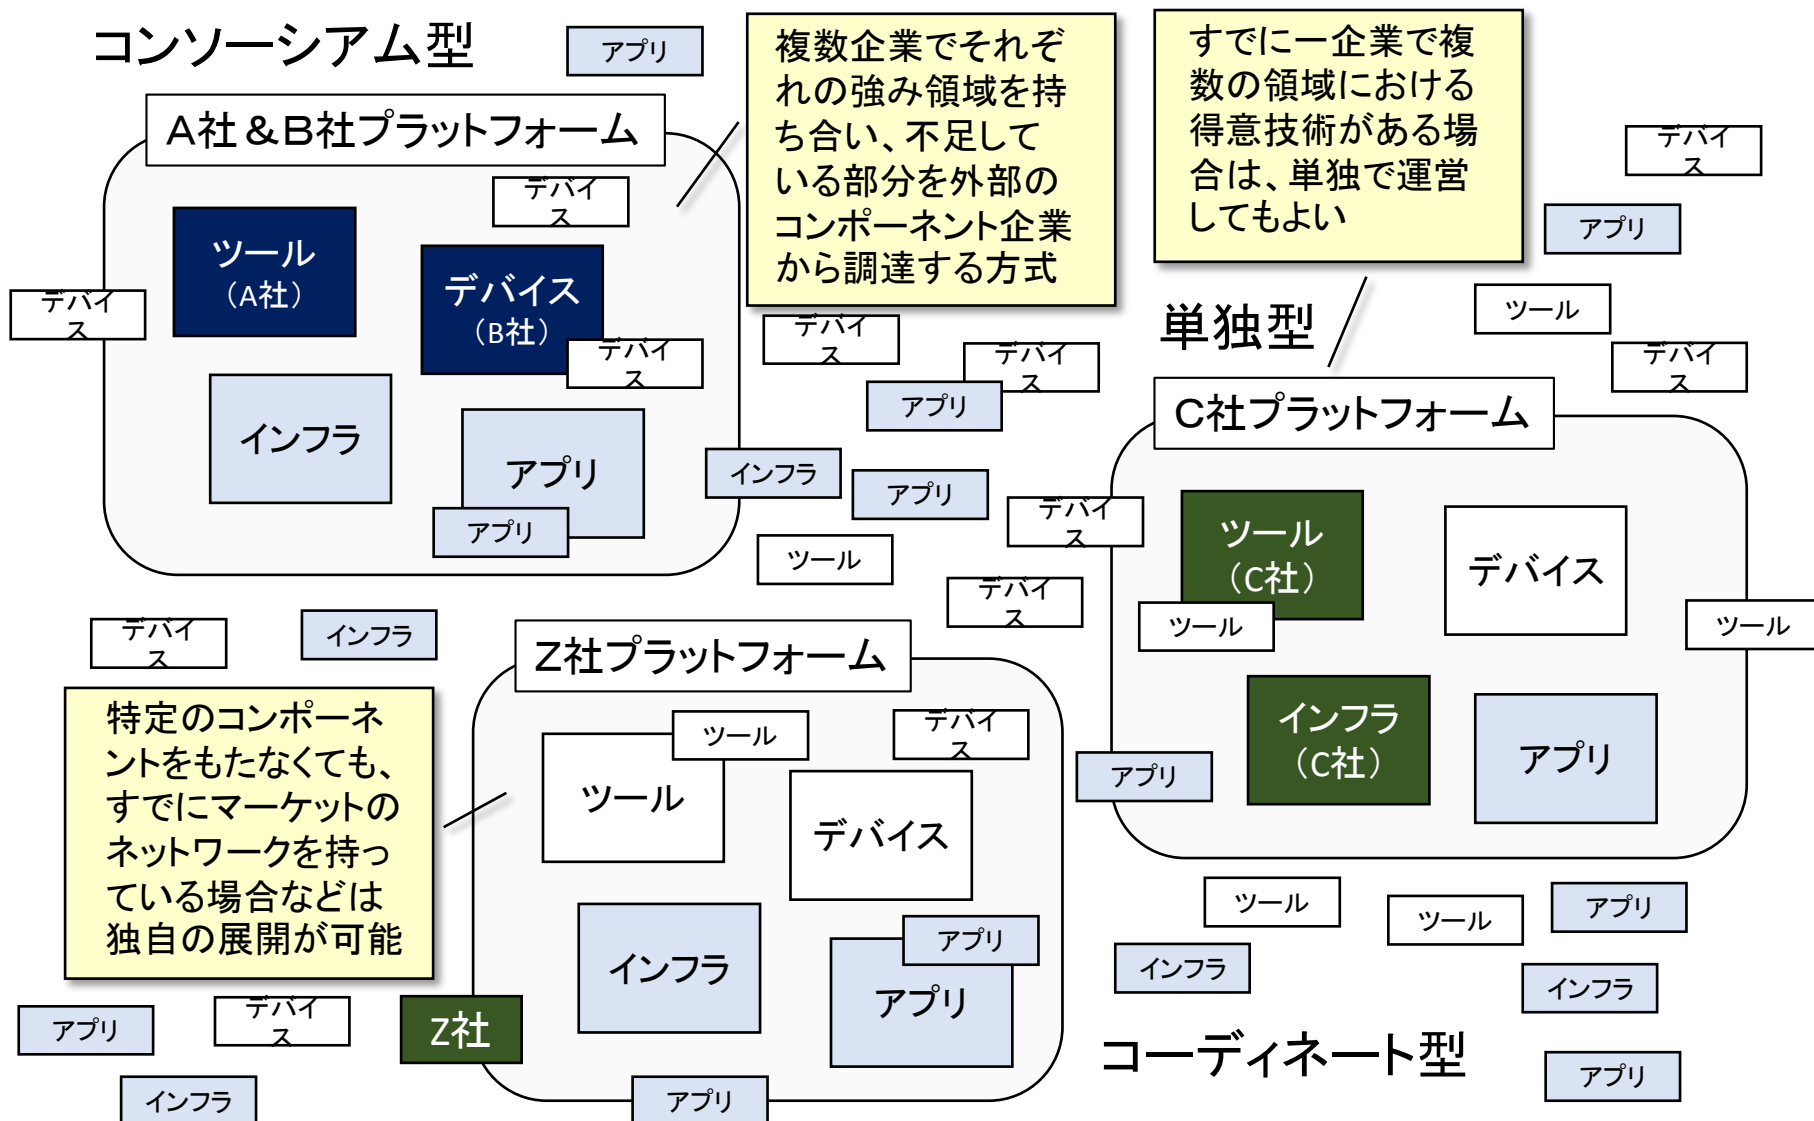 コンソーシアム型
アプリ
A社&B社プラットフォーム
デバイ
ス
ツール
(A社)
デバイス
(B社)
デバイ
ス
デバイ
ス
インフラ
アプリ
アプリ
複数企業でそれぞ
れの強み領域を持
ち合い、不足して
いる部分を外部の
コンポーネント企業
から調達する方式
すでに一企業で複
数の領域における
得意技術がある場
合は、単独で運営
してもよい
デバイ
ス
アプリ
ツール
デバイ
ス
単独型
デバイ
ス
デバイ
ス
アプリ
インフラ
アプリ
ツール
デバイ
ス
デバイ
ス
C社プラットフォーム
ツール
(C社)
ツール
デバイス
ツール
インフラ
(C社)
アプリ
アプリ
デバイ
ス
インフラ
Z社プラットフォーム
特定のコンポーネ
ントをもたなくても、
すでにマーケットの
ネットワークを持っ
ている場合などは
独自の展開が可能
ツール
ツール
デバイ
ス
デバイス
インフラ
アプリ
アプリ
Z社
アプリ
デバイ
ス
インフラ
アプリ
ツール
ツール
アプリ
インフラ
インフラ
コーディネート型
アプリ